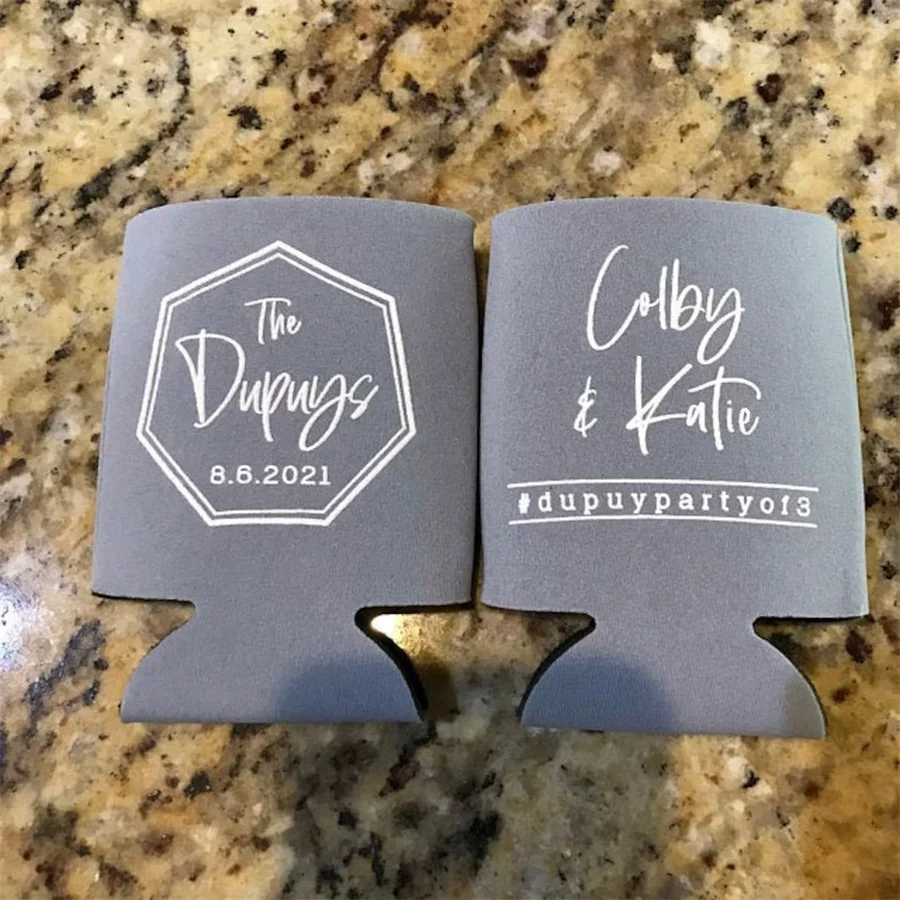 The
Dupuys
8.6.2021
Colby
& Katie
#dupuypartyof3